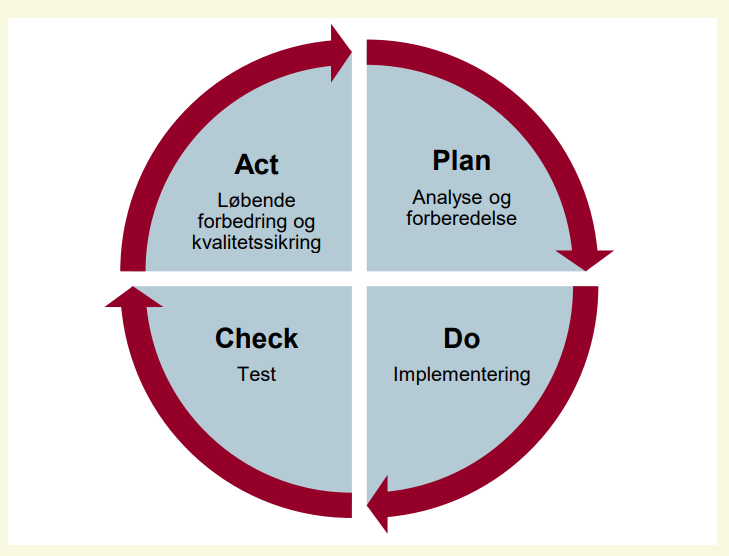 Act
Løbende
forbedring og
kvalitetssikring
Plan
Analyse og
forberedelse
Check
Test
Do
Implementering